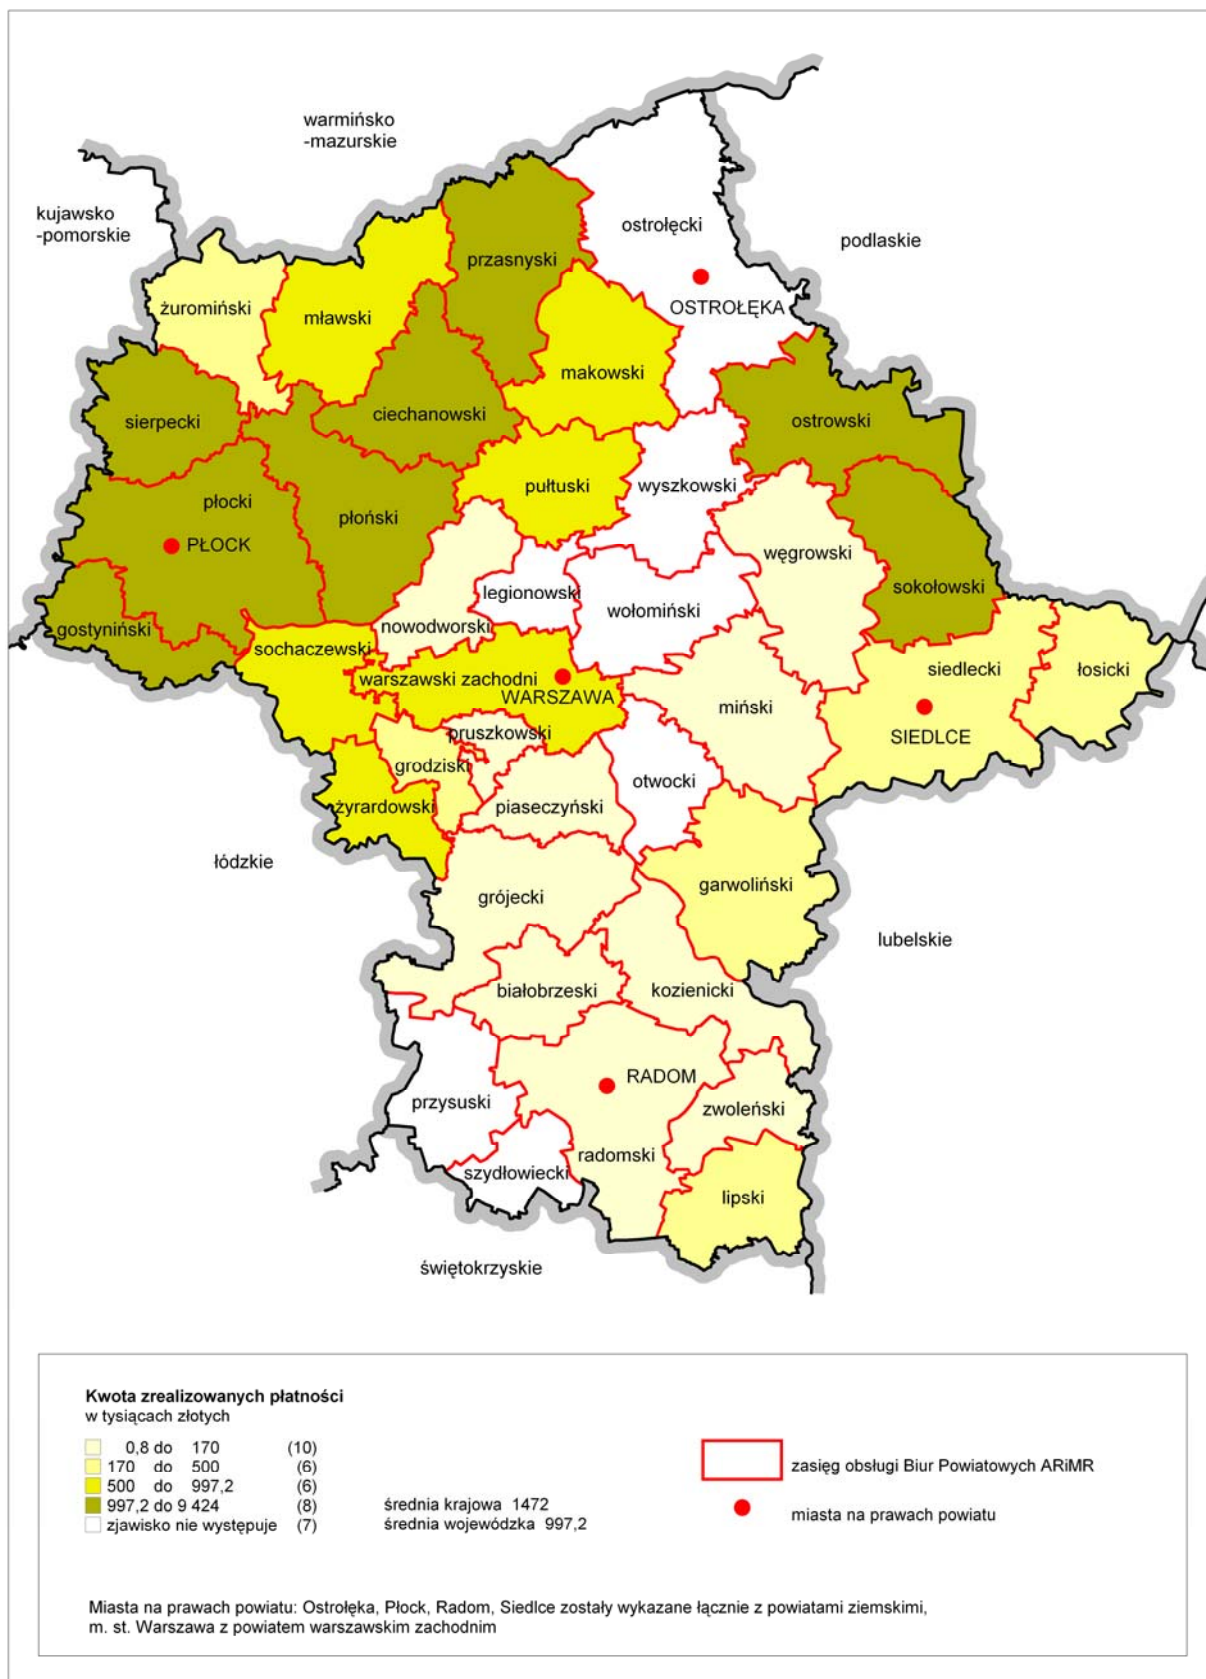 warmińsko
-mazurskie
kujawsko
-pomorskie
podlaskie
ostrołęcki
OSTROŁĘKA
przasnyski
żuromiński
mławski
makowski
ciechanowski
sierpecki
ostrowski
pułtuski
wyszkowski
płocki
PŁOCK
płoński
węgrowski
sokołowski
legionowski
wołomiński
nowodworski
gostyniński
sochaczewski
warszawski zachodni
WARSZAWA
siedlecki
SIEDLCE
łosicki
miński
pruszkowski
grodziski
otwocki
żyrardowski
piaseczyński
łódzkie
garwoliński
grójecki
lubelskie
białobrzeski
kozienicki
RADOM
przysuski
zwoleński
radomski
szydłowiecki
lipski
świętokrzyskie
Kwota zrealizowanych płatności
w tysiącach złotych
0,8 do 170 (10)
170 do 500 (6)
500 do 997,2 (6)
997,2 do 9 424 (8)
zjawisko nie występuje (7)
średnia krajowa 1472
średnia wojewódzka 997,2
zasięg obsługi Biur Powiatowych ARiMR
miasta na prawach powiatu
Miasta na prawach powiatu: Ostrołęka, Płock, Radom, Siedlce zostały wykazane łącznie z powiatami ziemskimi,
m. st. Warszawa z powiatem warszawskim zachodnim